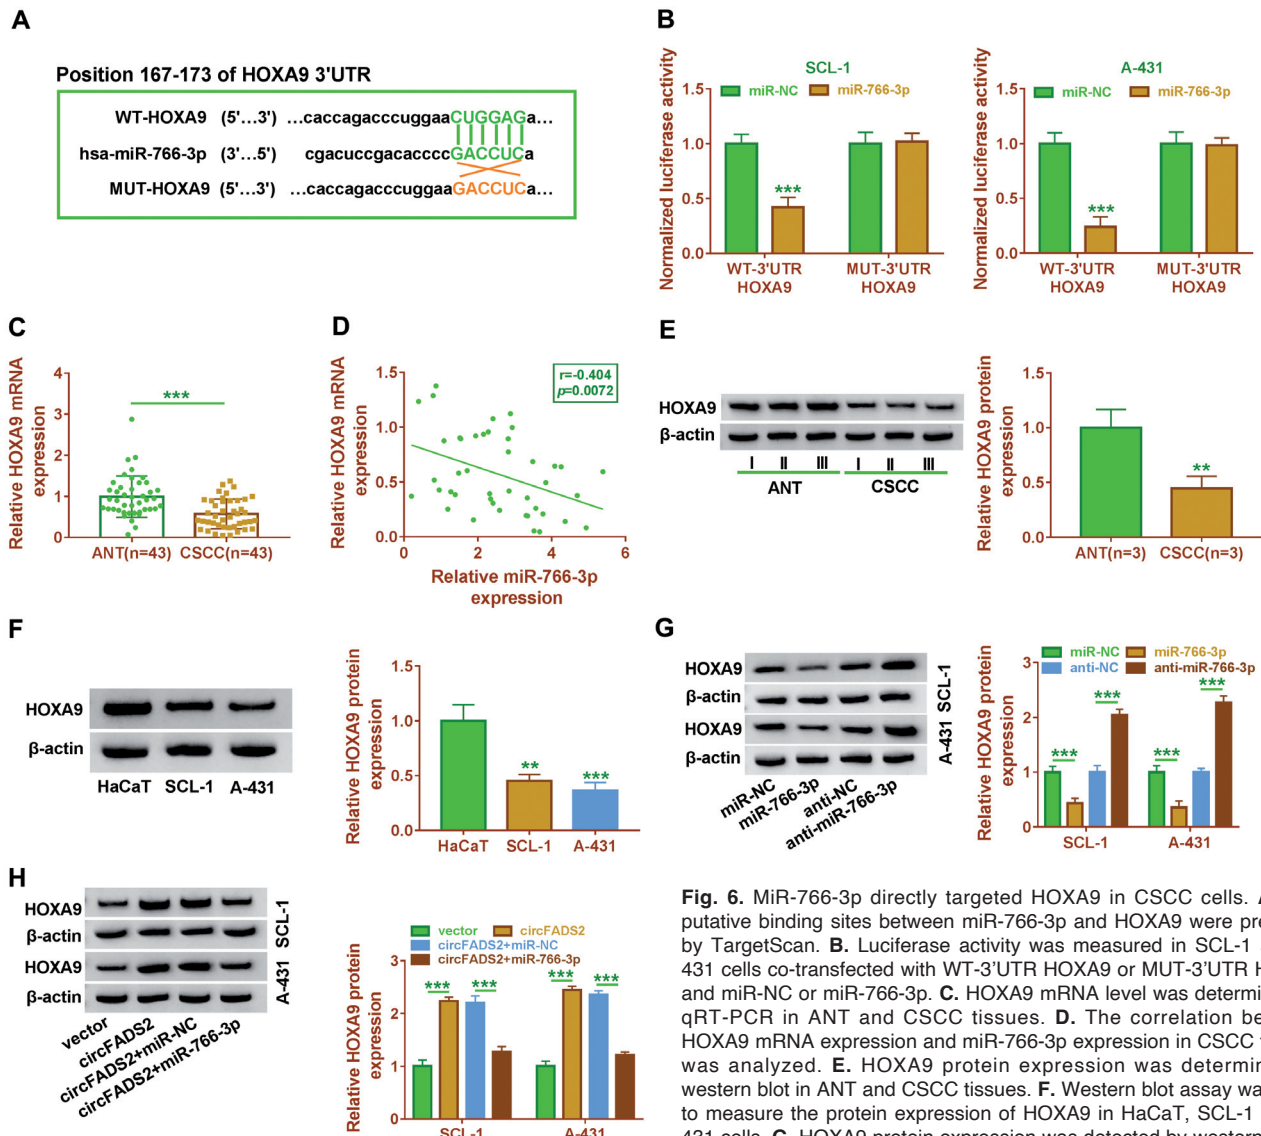 A
Position 167-173 of HOXA9 3'UTR
WT-HOXA9 (5'...3') ...caccagacccuggaaCUGGAGa...
hsa-miR-766-3p (3'...5') cgacuccgacaccccGACCUCa
MUT-HOXA9 (5'...3') ...caccagacccuggaaGACCUCa...
B
SCL-1
miR-NC miR-766-3p
Normalized luciferase activity
1.5
1.0
0.5
0.0
***
WT-3'UTR HOXA9
MUT-3'UTR HOXA9
A-431
miR-NC miR-766-3p
Normalized luciferase activity
1.5
1.0
0.5
0.0
***
WT-3'UTR HOXA9
MUT-3'UTR HOXA9
C
Relative HOXA9 mRNA expression
4
3
2
1
0
***
ANT(n=43) CSCC(n=43)
D
Relative HOXA9 mRNA expression
1.5
1.0
0.5
0.0
r=-0.404
p=0.0072
0 2 4 6
Relative miR-766-3p
expression
E
HOXA9
β-actin
I II III I II III
ANT CSCC
Relative HOXA9 protein expression
1.5
1.0
0.5
0.0
**
ANT(n=3) CSCC(n=3)
F
HOXA9
β-actin
HaCaT SCL-1 A-431
Relative HOXA9 protein expression
1.5
1.0
0.5
0.0
** ***
HaCaT SCL-1 A-431
G
HOXA9
β-actin
SCL-1
HOXA9
β-actin
A-431
miR-NC
miR-766-3p
anti-NC
anti-miR-766-3p
Relative HOXA9 protein expression
miR-NC miR-766-3p
anti-NC anti-miR-766-3p
3
2
1
0
*** *** *** ***
SCL-1 A-431
H
HOXA9
β-actin
SCL-1
HOXA9
β-actin
A-431
vector
circFADS2
circFADS2+miR-NC
circFADS2+miR-766-3p
Relative HOXA9 protein expression
vector circFADS2
circFADS2+miR-NC
circFADS2+miR-766-3p
3
2
1
0
*** *** *** ***
SCL-1 A-431
Fig. 6. MiR-766-3p directly targeted HOXA9 in CSCC cells.
putative binding sites between miR-766-3p and HOXA9 were
by TargetScan. B. Luciferase activity was measured in SCL-1
431 cells co-transfected with WT-3'UTR HOXA9 or MUT-3'UTR
and miR-NC or miR-766-3p. C. HOXA9 mRNA level was
qRT-PCR in ANT and CSCC tissues. D. The correlation
HOXA9 mRNA expression and miR-766-3p expression in CSCC
was analyzed. E. HOXA9 protein expression was
western blot in ANT and CSCC tissues. F. Western blot assay
to measure the protein expression of HOXA9 in HaCaT, SCL-1
431 cells. G. HOXA9 protein expression was detected by western